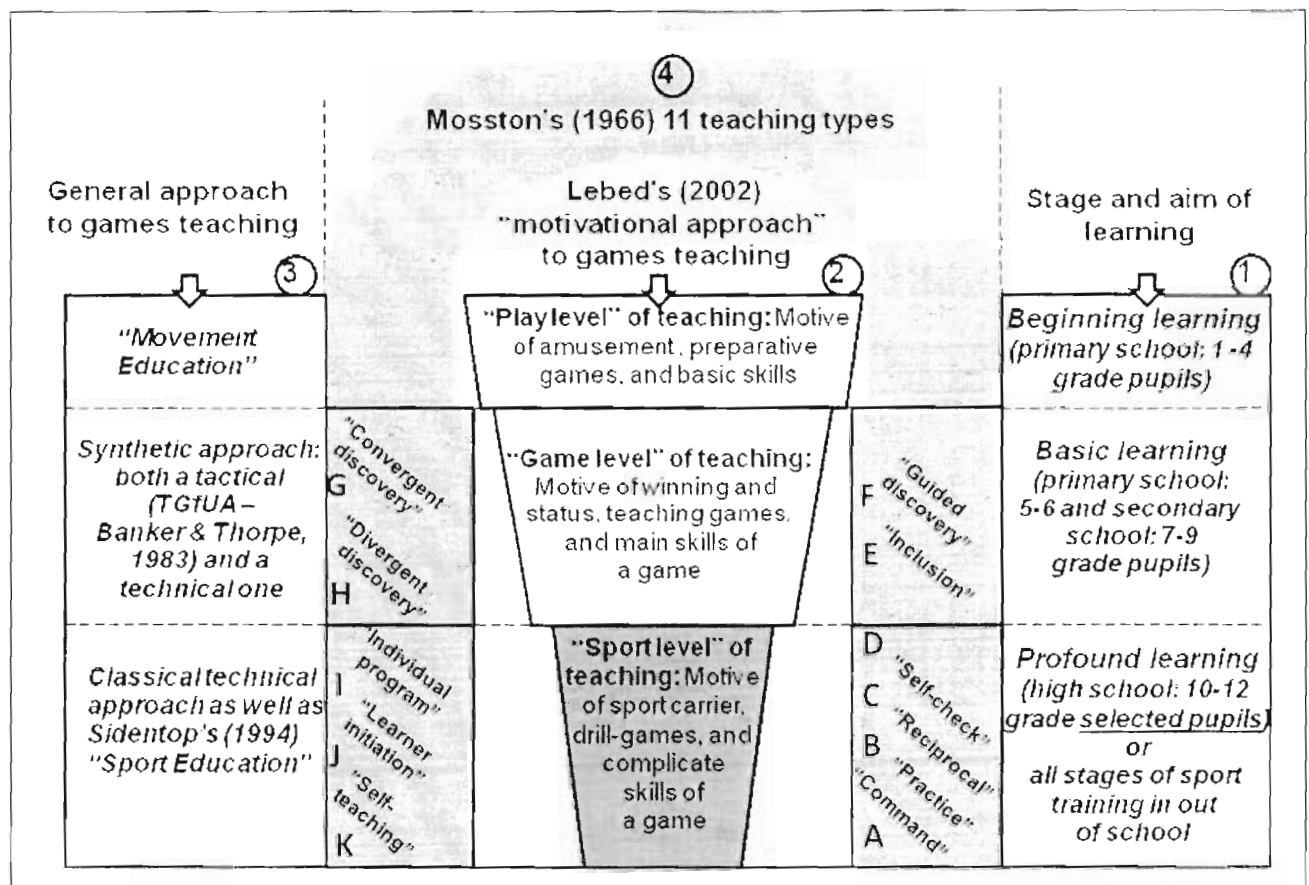 4
Mosston's (1966) 11 teaching types
General approach
to games teaching
3
Lebed's (2002)
"motivational approach"
to games teaching
2
Stage and aim of
learning
1
"Movement
Education"
"Play level" of teaching: Motive
of amusement, preparative
games, and basic skills
Beginning learning
(primary school: 1-4
grade pupils)
Synthetic approach:
both a tactical
(TGfUA –
Banker & Thorpe,
1983) and a
technical one
"Convergent
discovery"
G
"Divergent
discovery"
H
"Game level" of teaching:
Motive of winning and
status, teaching games,
and main skills of
a game
"Guided
discovery"
F
"Inclusion"
E
Basic learning
(primary school:
5-6 and secondary
school: 7-9
grade pupils)
Classical technical
approach as well as
Sidentop's (1994)
"Sport Education"
"Individual
program"
I
"Learner
initiation"
J
"Self-
teaching"
K
"Sport level" of
teaching: Motive
of sport carrier,
drill-games, and
complicate
skills of
a game
D
"Self-check"
C
"Reciprocal"
B
"Practice"
"Command"
A
Profound learning
(high school: 10-12
grade selected pupils)
or
all stages of sport
training in out
of school